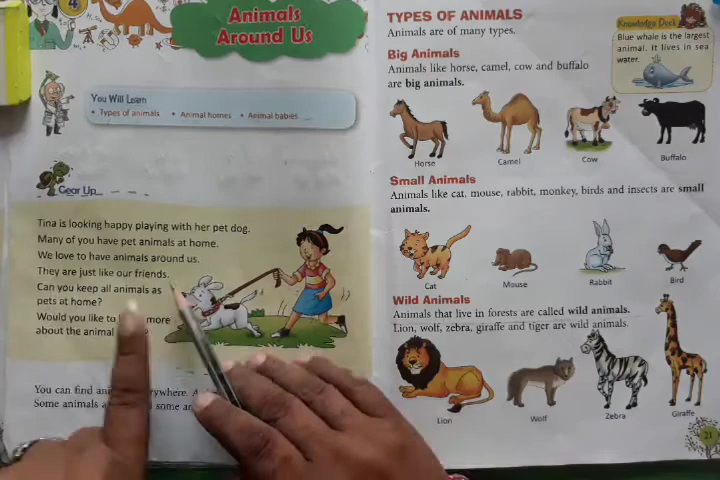 4
Animals
Around Us
You Will Learn
• Types of animals • Animal homes • Animal babies
Gear Up
Tina is looking happy playing with her pet dog.
Many of you have pet animals at home.
We love to have animals around us.
They are just like our friends.
Can you keep all animals as
pets at home?
Would you like to more
about the animal
You can find
Some animals some
TYPES OF ANIMALS
Animals are of many types.
Big Animals
Animals like horse, camel, cow and buffalo
are big animals.
Knowledge Desk
Blue whale is the largest
animal. It lives in sea
water.
Horse
Camel
Cow
Buffalo
Small Animals
Animals like cat, mouse, rabbit, monkey, birds and insects are small
animals.
Cat
Mouse
Rabbit
Bird
Wild Animals
Animals that live in forests are called wild animals.
Lion, wolf, zebra, giraffe and tiger are wild animals.
Lion
Wolf
Zebra
Giraffe
21